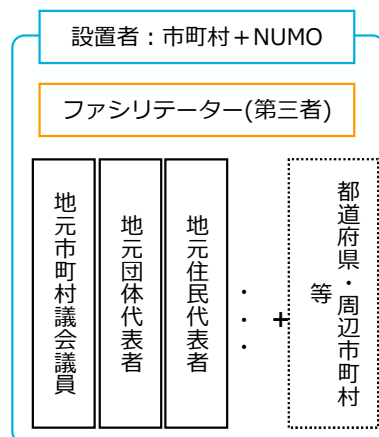 設置者：市町村＋NUMO
ファシリテーター(第三者)
地元市町村議会議員
地元団体代表者
地元住民代表者
・・・
+
都道府県・周辺市町村
等